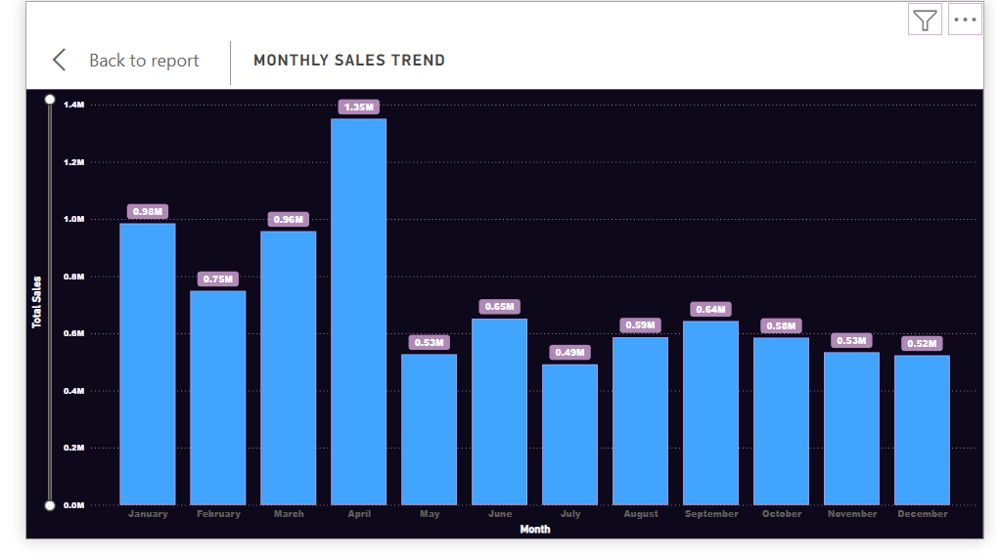 Back to report
MONTHLY SALES TREND
1.4M
1.2M
1.0M
0.8M
0.6M
0.4M
0.2M
0.0M
Total Sales
0.98M
0.75M
0.96M
1.35M
0.53M
0.65M
0.49M
0.59M
0.64M
0.58M
0.53M
0.52M
January February March April May June July August September October November December
Month